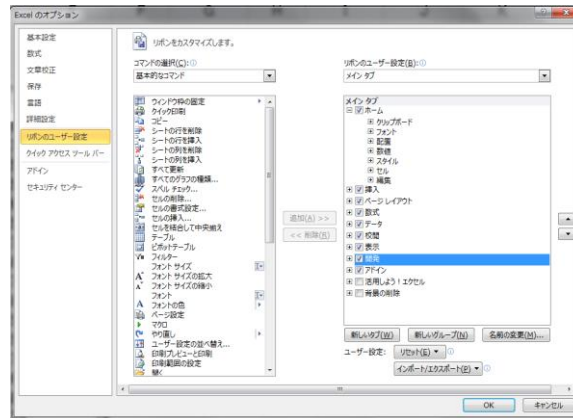 Excel のオプション
基本設定
数式
文章校正
保存
言語
詳細設定
リボンのユーザー設定
クイック アクセス ツール バー
アドイン
セキュリティ センター
リボンをカスタマイズします。
コマンドの選択(C):
基本的なコマンド
ウィンドウ枠の固定
クイック印刷
コピー
シートの行を削除
シートの行を挿入
シートの列を削除
シートの列を挿入
すべて更新
すべてのグラフの種類...
スペル チェック...
セルの削除...
セルの書式設定...
セルの挿入...
セルを結合して中央揃え
テーブル
ピボットテーブル
フィルター
フォント サイズ
フォント サイズの拡大
フォント サイズの縮小
フォント
フォントの色
ページ設定
マクロ
やり直し
ユーザー設定の並べ替え...
印刷プレビューと印刷
印刷範囲の設定
開く
追加(A) >>
<< 削除(R)
リボンのユーザー設定(B):
メイン タブ
メイン タブ
ホーム
クリップボード
フォント
配置
数値
スタイル
セル
編集
挿入
ページ レイアウト
数式
データ
校閲
表示
開発
アドイン
活用しよう！エクセル
背景の削除
新しいタブ(W)
新しいグループ(N)
名前の変更(M)...
ユーザー設定:
リセット(E)
インポート/エクスポート(P)
OK
キャンセル